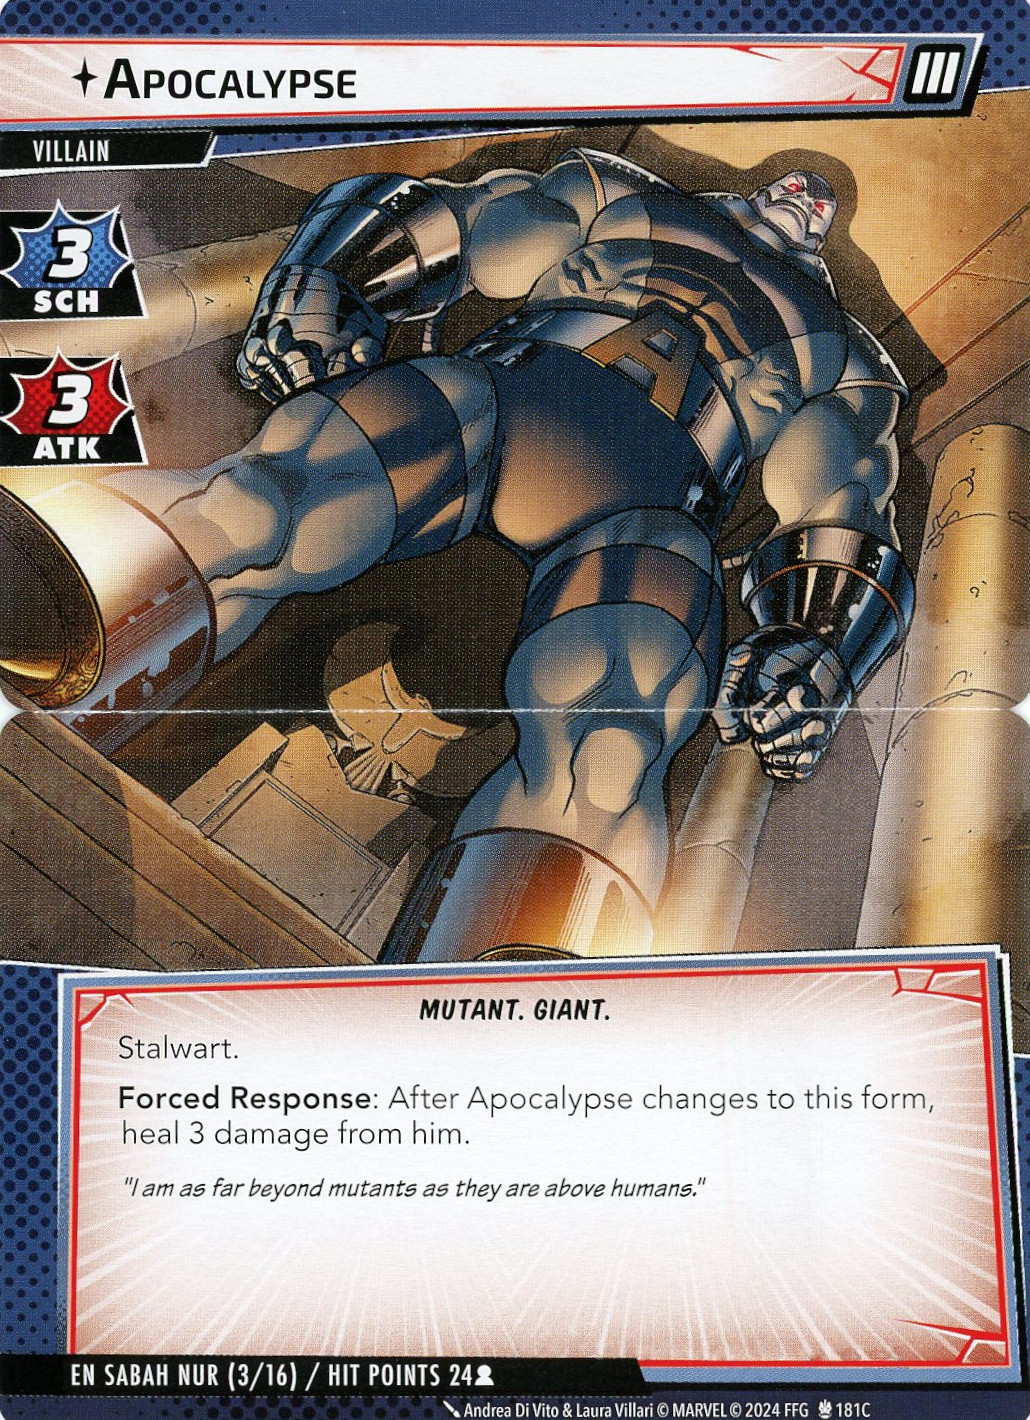 APOCALYPSE
III
VILLAIN
3
SCH
3
ATK
A
MUTANT. GIANT.
Stalwart.
Forced Response: After Apocalypse changes to this form,
heal 3 damage from him.
"I am as far beyond mutants as they are above humans."
EN SABAH NUR (3/16) / HIT POINTS 24
Andrea Di Vito & Laura Villari © MARVEL © 2024 FFG 181C